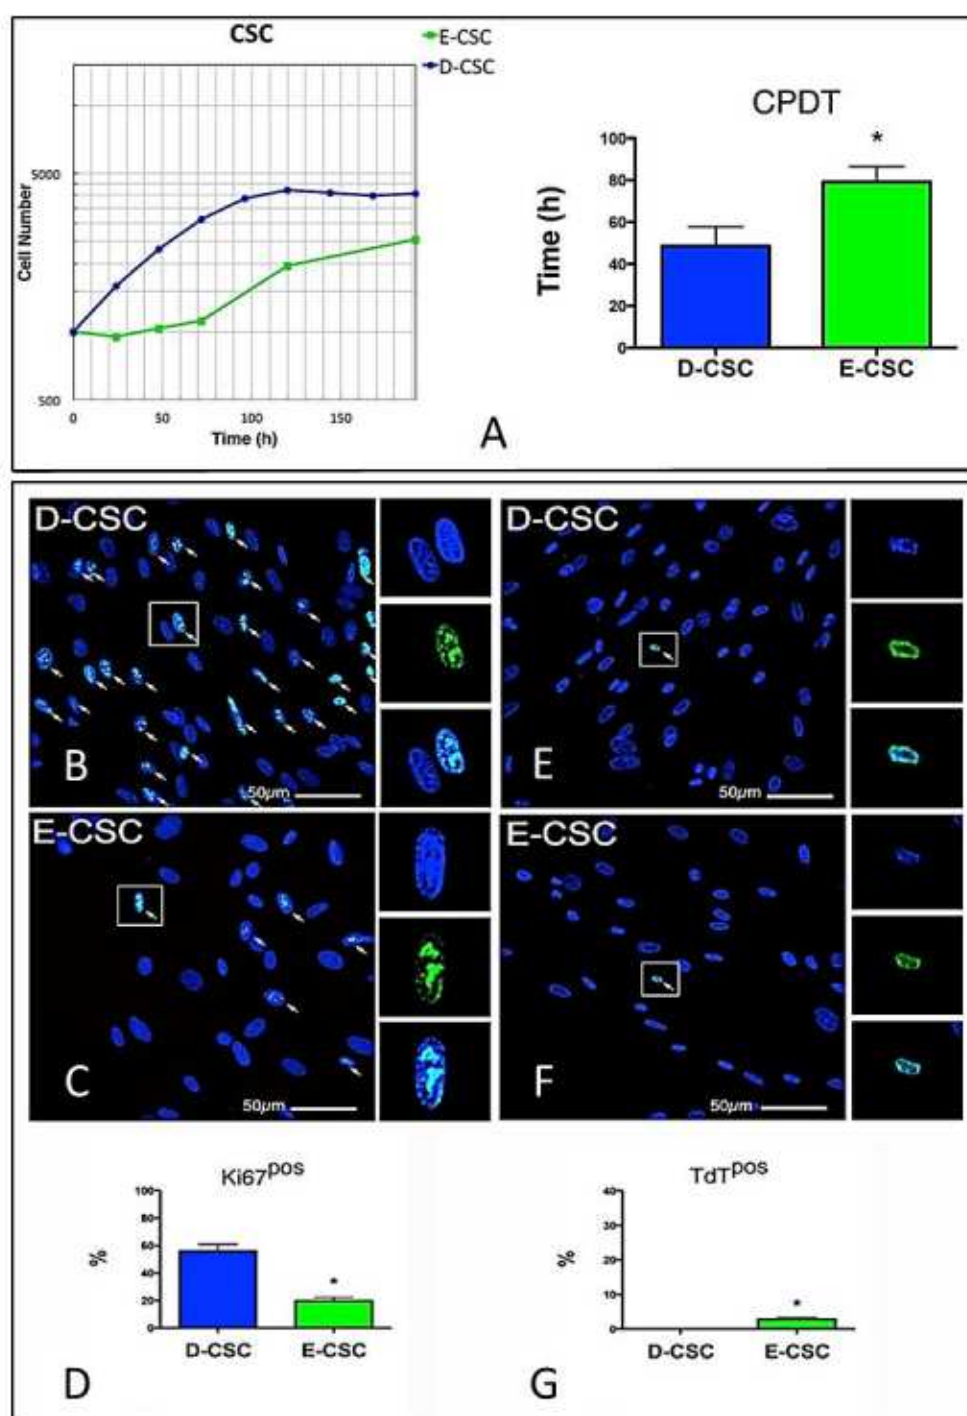 CSC
E-CSC
D-CSC
5000
500
Cell Number
0
50
100
150
Time (h)
CPDT
*
100
80
60
40
20
0
Time (h)
D-CSC
E-CSC
A
D-CSC
B
50µm
D-CSC
E
50µm
E-CSC
C
50µm
E-CSC
F
50µm
Ki67pos
100
80
60
40
20
0
%
*
D-CSC
E-CSC
D
TdTpos
40
30
20
10
0
%
*
D-CSC
E-CSC
G